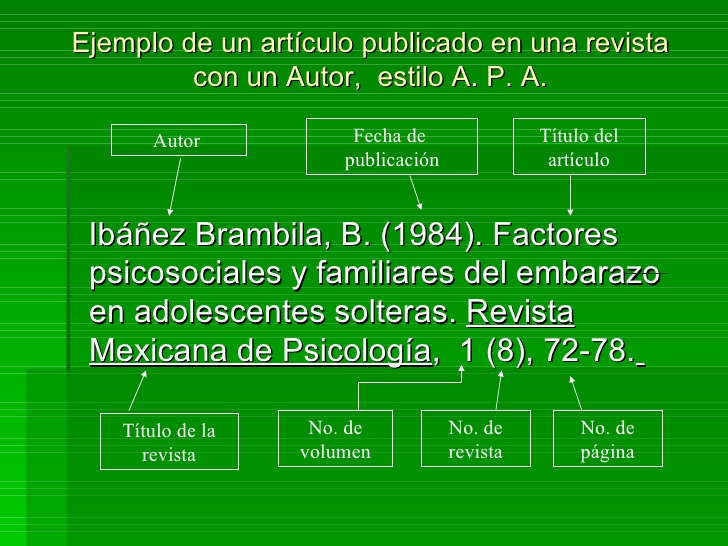 Ejemplo de un artículo publicado en una revista
con un Autor,  estilo A. P. A.
Autor
Fecha de
publicación
Título del
artículo
Ibáñez Brambila, B. (1984). Factores
psicosociales y familiares del embarazo
en adolescentes solteras. Revista
Mexicana de Psicología,  1 (8), 72-78.
Título de la
revista
No. de
volumen
No. de
revista
No. de
página